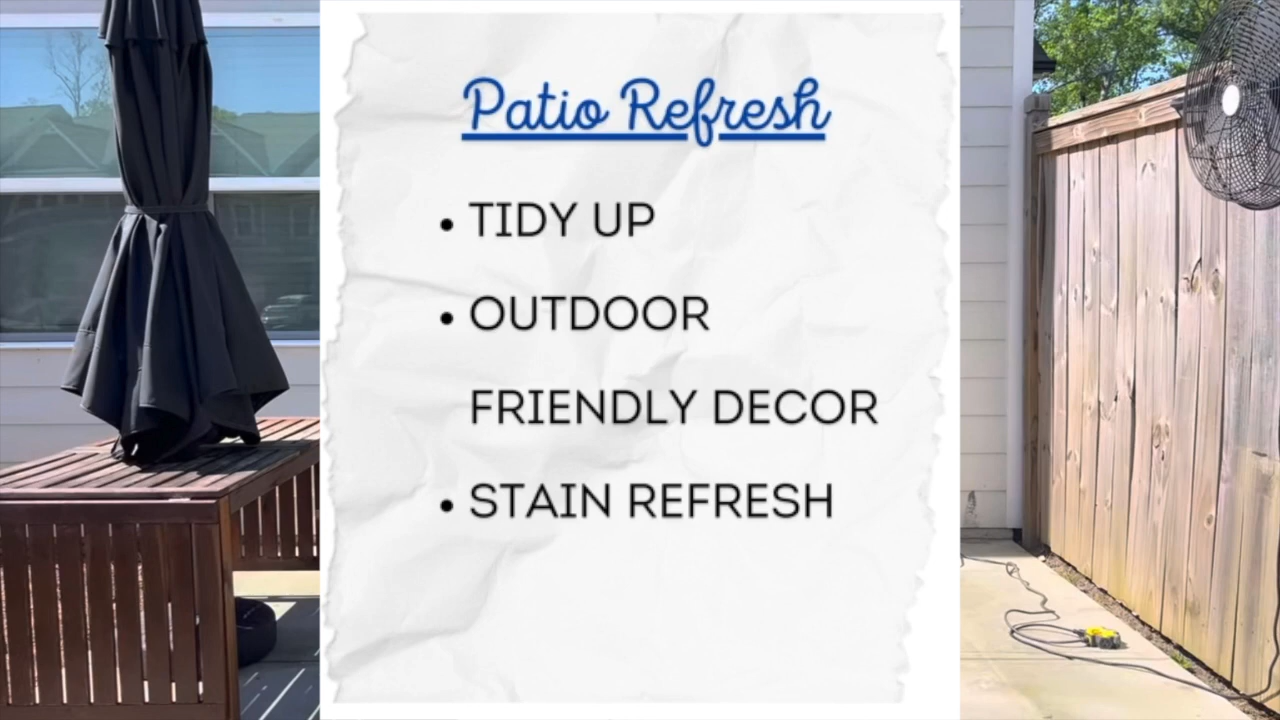 Patio Refresh
• TIDY UP
• OUTDOOR
FRIENDLY DECOR
• STAIN REFRESH